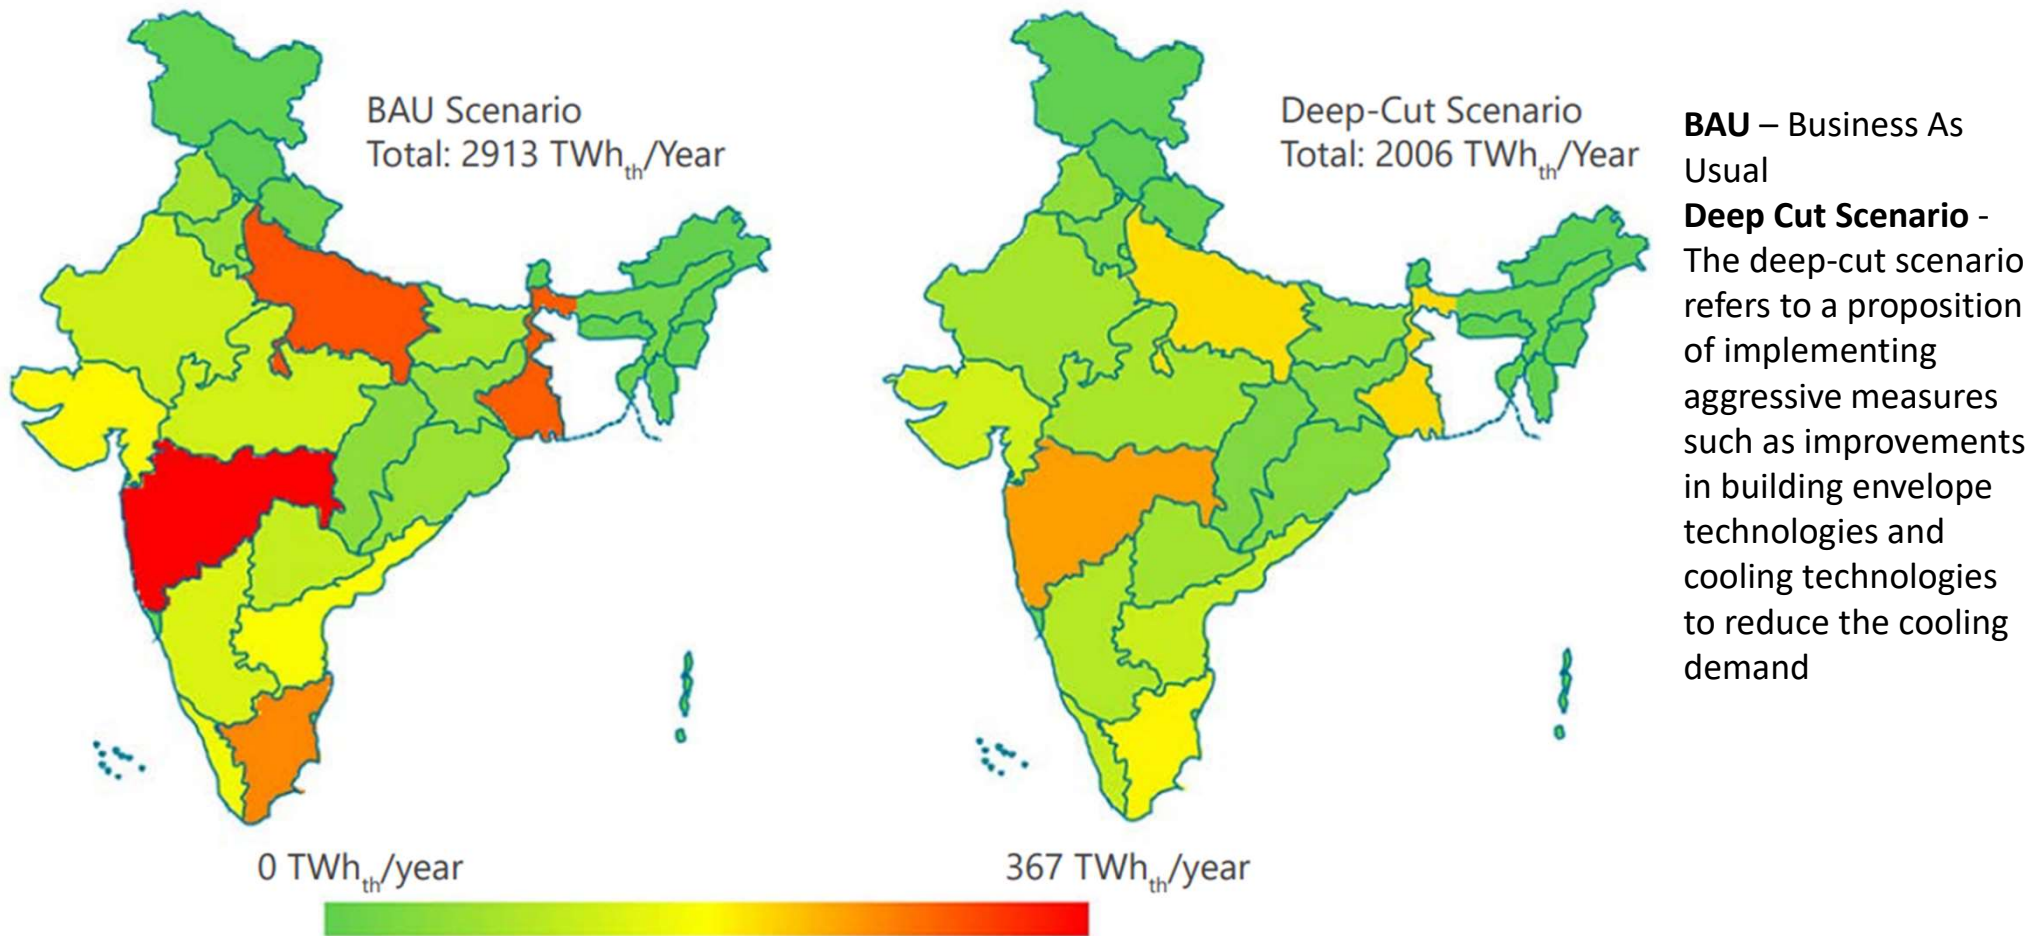 BAU Scenario
Total: 2913 TWhth/Year
Deep-Cut Scenario
Total: 2006 TWhth/Year
BAU – Business As
Usual
Deep Cut Scenario -
The deep-cut scenario
refers to a proposition
of implementing
aggressive measures
such as improvements
in building envelope
technologies and
cooling technologies
to reduce the cooling
demand
0 TWhth/year
367 TWhth/year